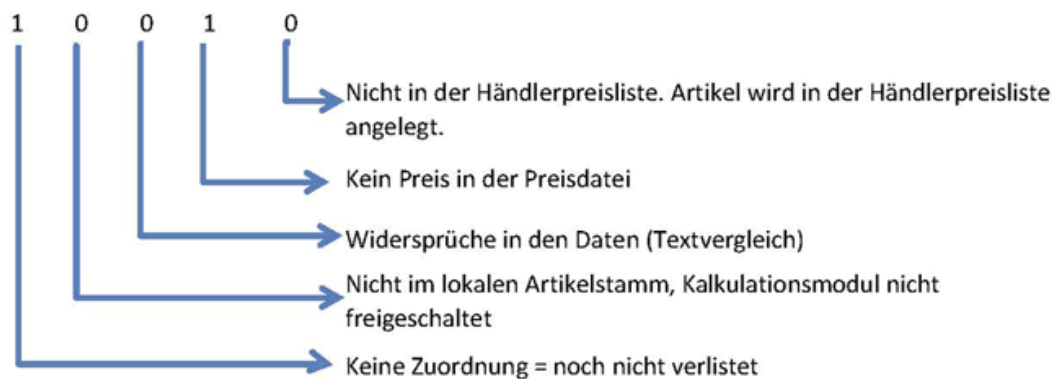 1 0 0 1 0
Nicht in der Händlerpreisliste. Artikel wird in der Händlerpreisliste
angelegt.
Kein Preis in der Preisdatei
Widersprüche in den Daten (Textvergleich)
Nicht im lokalen Artikelstamm, Kalkulationsmodul nicht
freigeschaltet
Keine Zuordnung = noch nicht verlistet